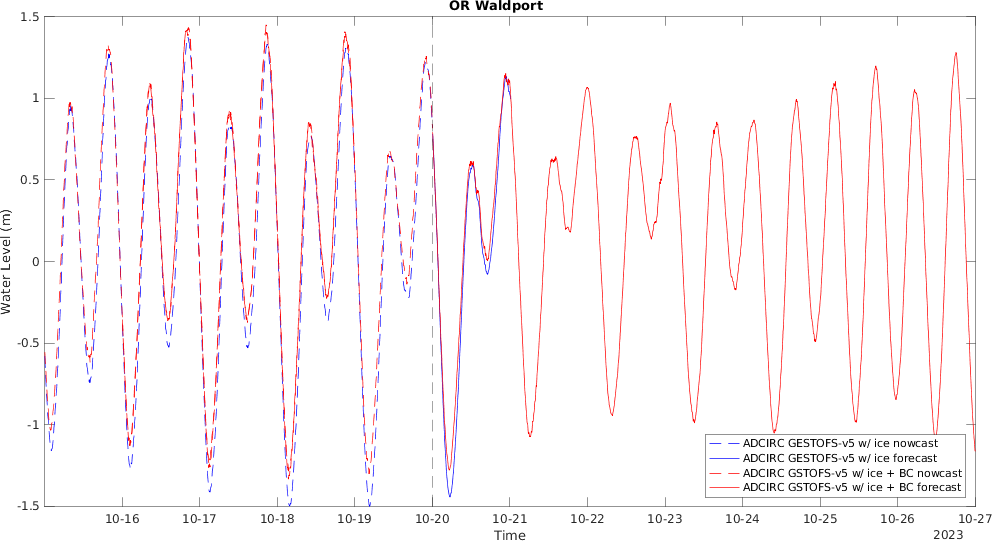 OR Waldport
1.5
1
0.5
0
-0.5
-1
-1.5
Water Level (m)
10-16 10-17 10-18 10-19 10-20 10-21 10-22 10-23 10-24 10-25 10-26 10-27
Time
2023
ADCIRC GESTOFS-v5 w/ ice nowcast
ADCIRC GESTOFS-v5 w/ ice forecast
ADCIRC GSTOFS-v5 w/ ice + BC nowcast
ADCIRC GSTOFS-v5 w/ ice + BC forecast